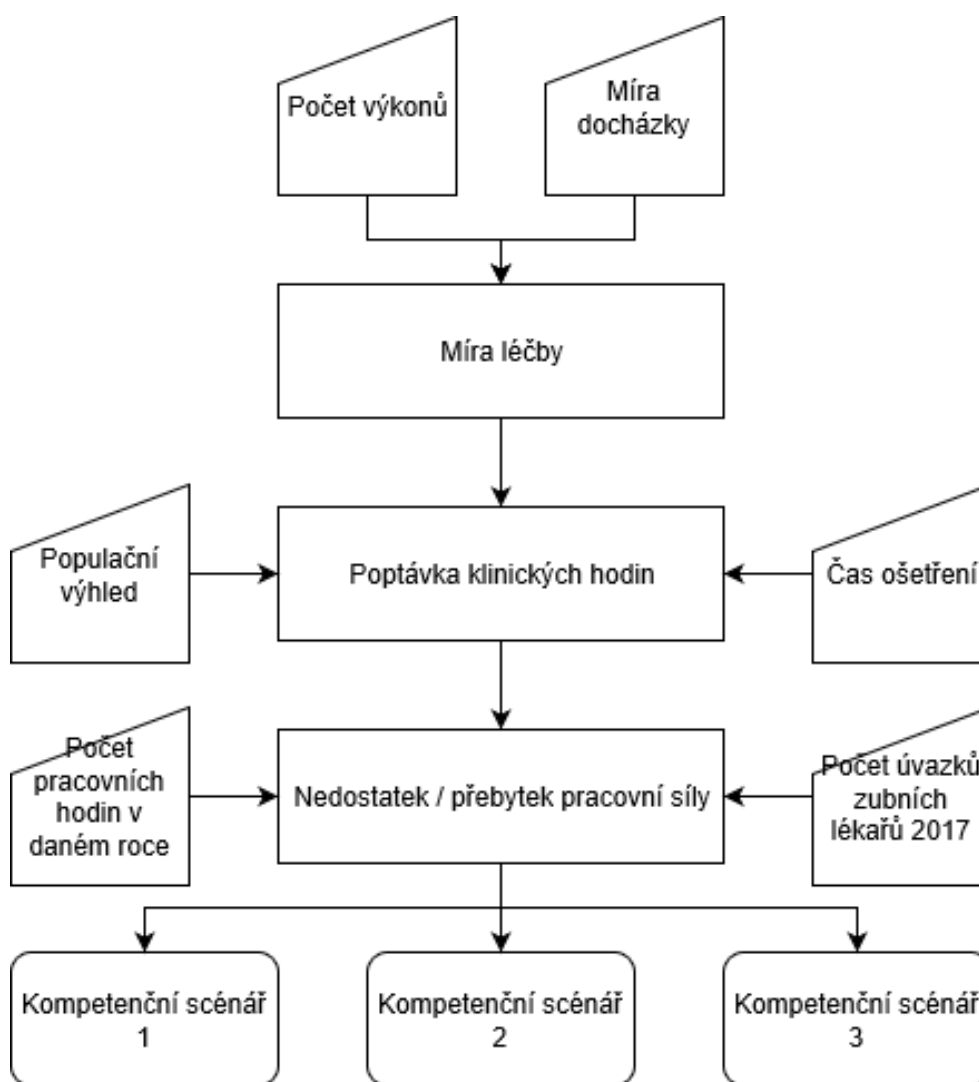 Počet výkonů
Míra
docházky
Míra léčby
Populační
výhled
Poptávka klinických hodin
Čas ošetření
Počet
pracovních
hodin v
daném roce
Nedostatek / přebytek pracovní síly
Počet úvazků
zubních
lékařů 2017
Kompetenční scénář
1
Kompetenční scénář
2
Kompetenční scénář
3